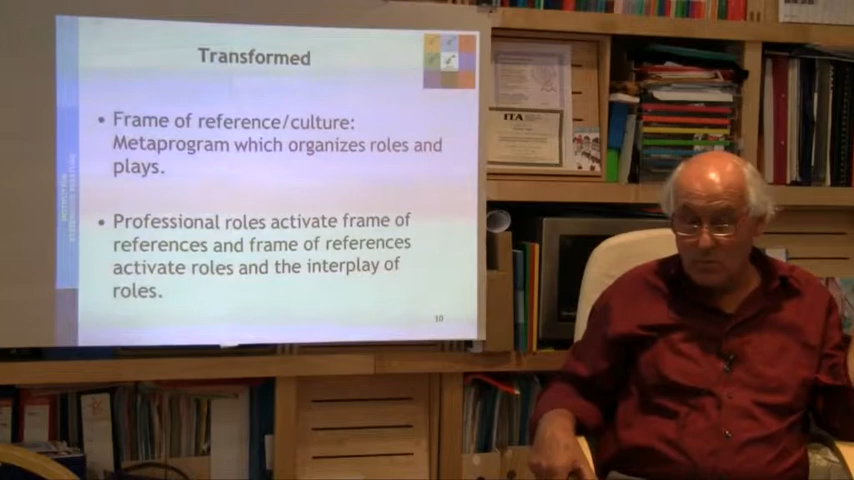 Transformed
• Frame of reference/culture:
Metaprogram which organizes roles and
plays.
• Professional roles activate frame of
references and frame of references
activate roles and the interplay of
roles.
10
ITA